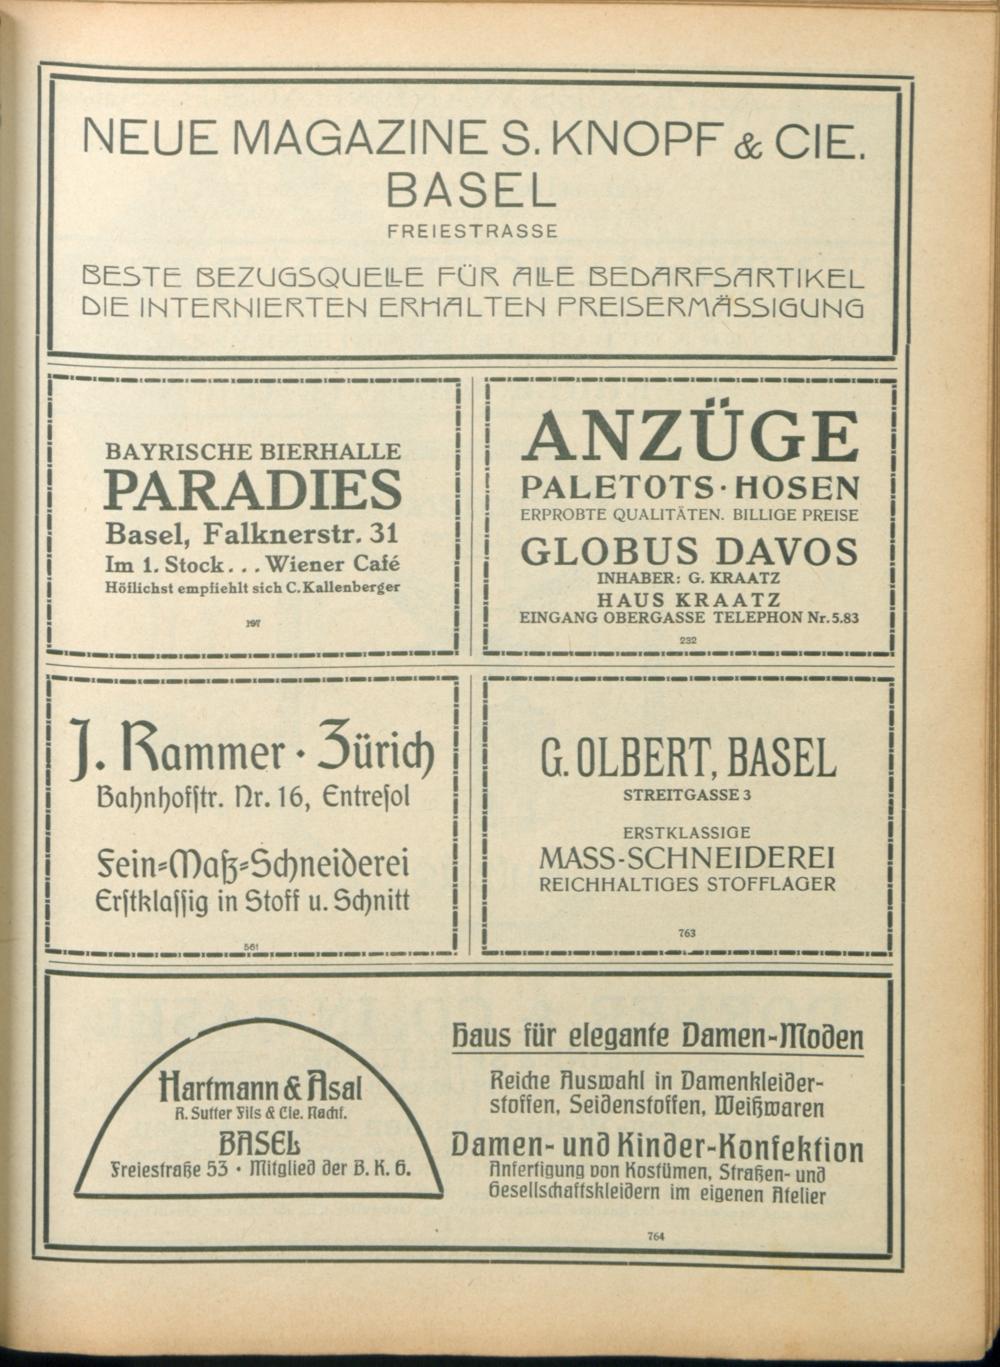 NEUE MAGAZINE S. KNOPF & CIE.
BASEL
FREIESTRASSE
BESTE BEZUGSQUELLE FÜR ALLE BEDARFSARTIKEL
DIE INTERNIERTEN ERHALTEN PREISERMÄSSIGUNG
BAYRISCHE BIERHALLE
PARADIES
Basel, Falknerstr. 31
Im 1. Stock... Wiener Café
Höflichst empfiehlt sich C. Kallenberger
197
ANZÜGE
PALETOTS · HOSEN
ERPROBTE QUALITÄTEN. BILLIGE PREISE
GLOBUS DAVOS
INHABER: G. KRAATZ
HAUS KRAATZ
EINGANG OBERGASSE TELEPHON Nr. 5.83
232
J. Rammer · Zürich
Bahnhofſtr. Nr. 16, Entreſol
Fein-Maß-Schneiderei
Erſtklaſſig in Stoff u. Schnitt
561
G. OLBERT, BASEL
STREITGASSE 3
ERSTKLASSIGE
MASS-SCHNEIDEREI
REICHHALTIGES STOFFLAGER
763
Hartmann & Asal
R. Sutter Fils & Cie. Nachf.
BASEL
Freiestraße 53 · Mitglied der B. K. G.
Haus für elegante Damen-Moden
Reiche Auswahl in Damenkleider-
stoffen, Seidenstoffen, Weißwaren
Damen- und Kinder-Konfektion
Anfertigung von Kostümen, Straßen- und
Gesellschaftskleidern im eigenen Atelier
764